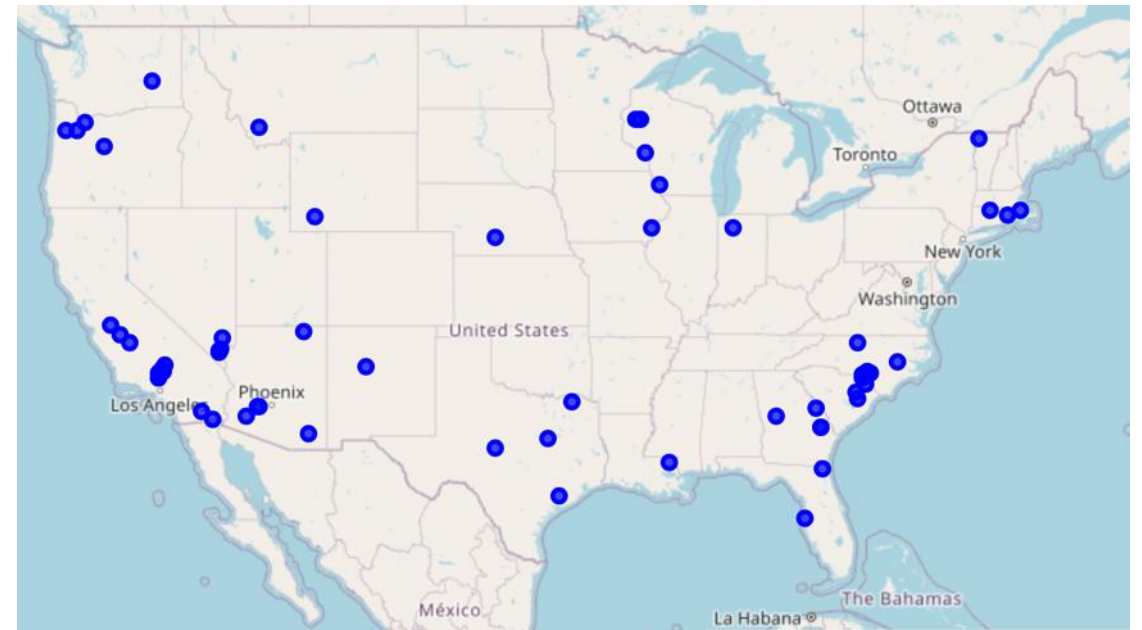 Ottawa
Toronto
New York
Washington
United States
Phoenix
Los Angeles
México
The Bahamas
La Habana